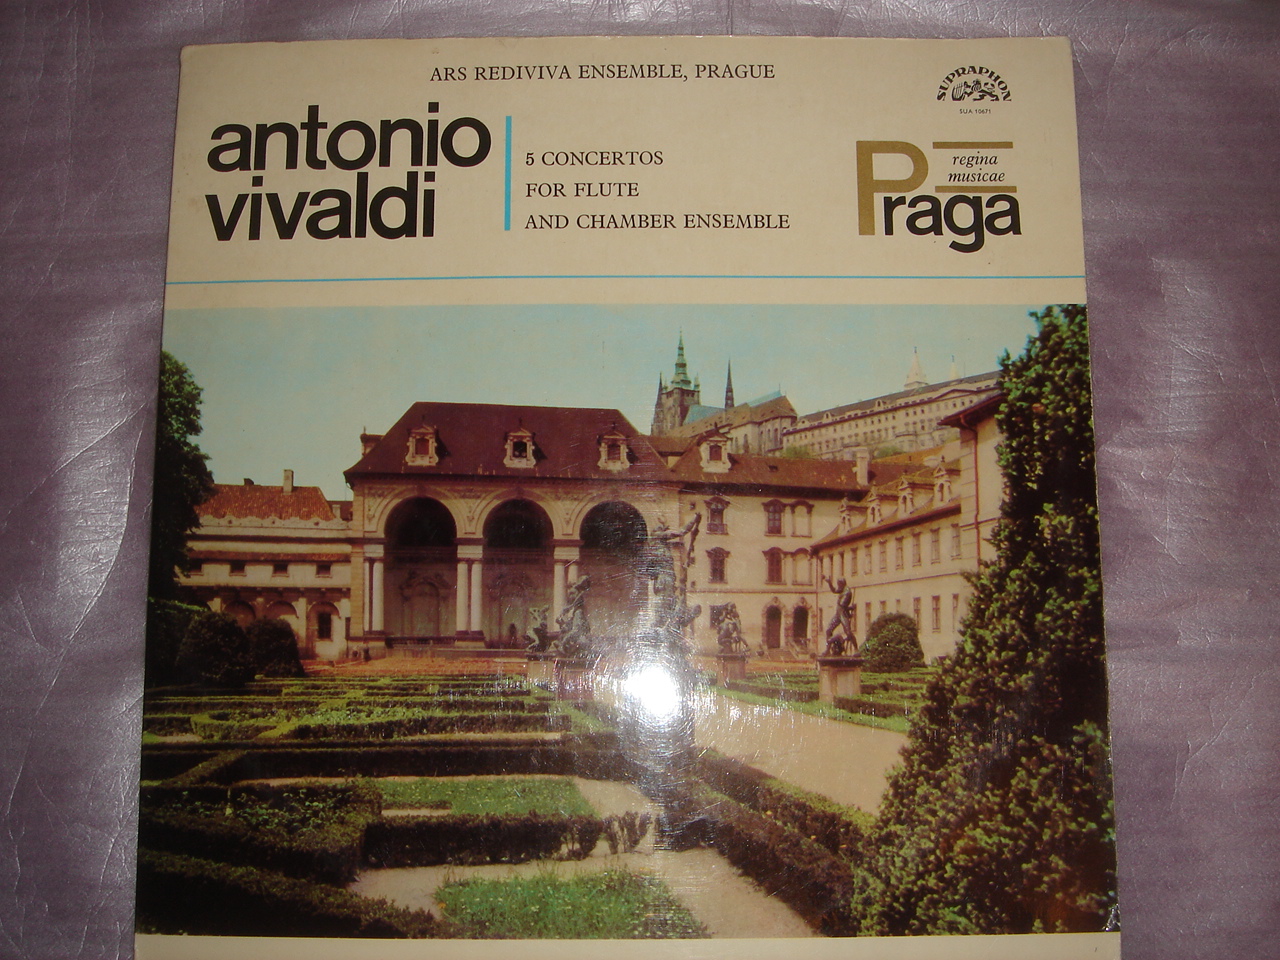 ARS REDIVIVA ENSEMBLE, PRAGUE
SUPRAPHON
SUA 10671
antonio
vivaldi
5 CONCERTOS
FOR FLUTE
AND CHAMBER ENSEMBLE
Praga
regina
musicae